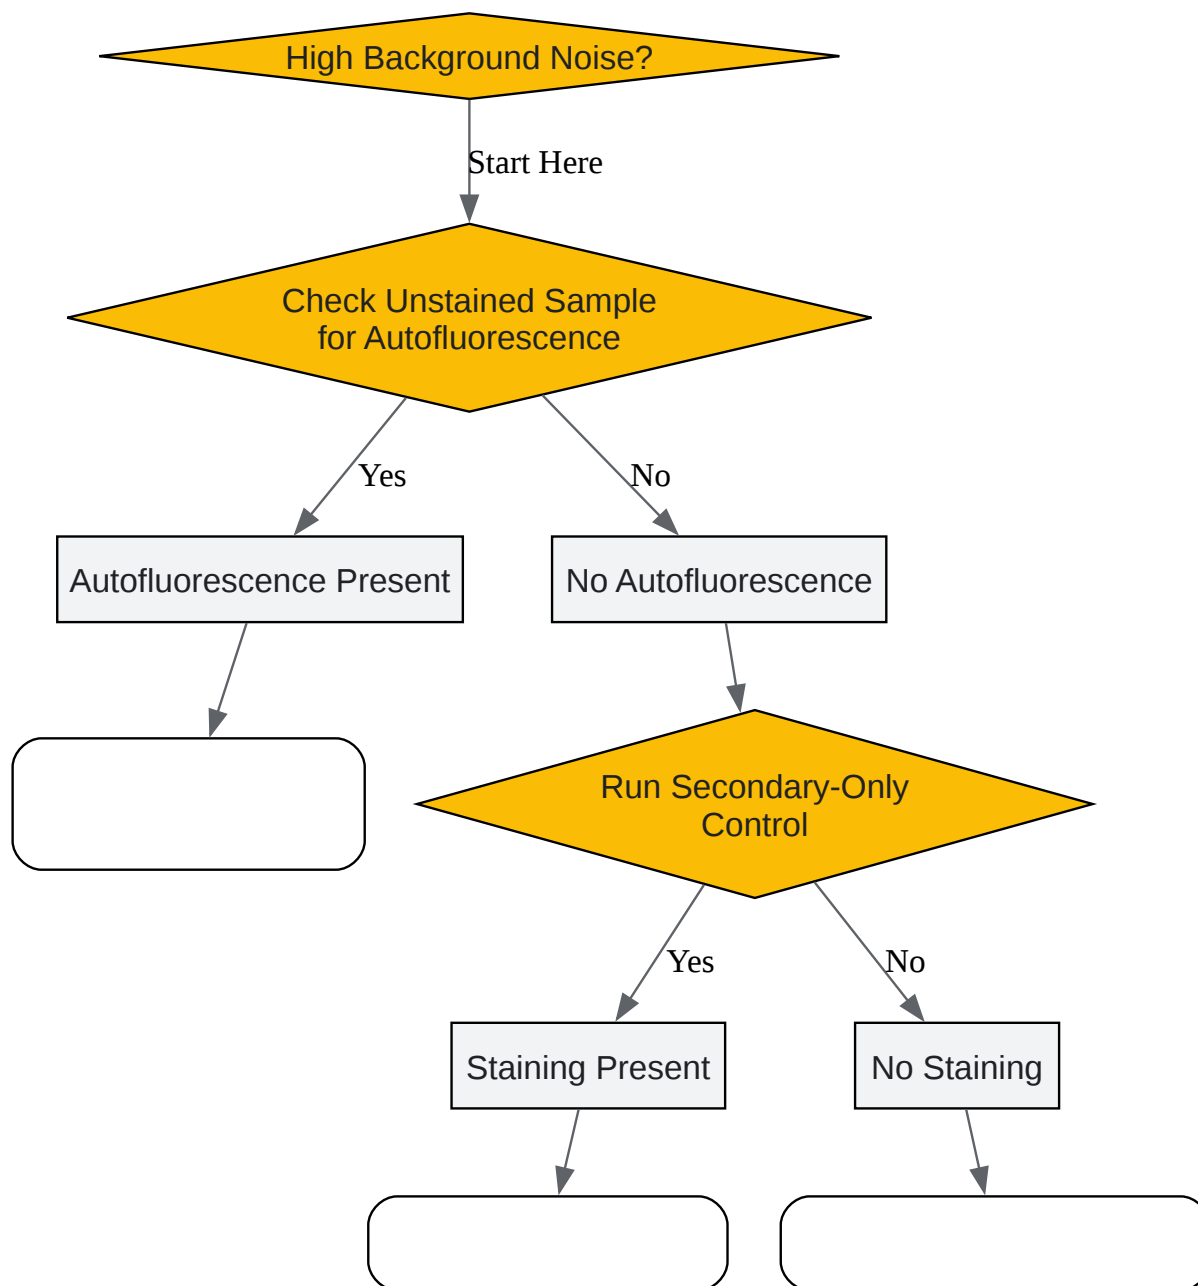 High Background Noise?
Start Here
Check Unstained Sample
for Autofluorescence
Yes
No
Autofluorescence Present
No Autofluorescence
Run Secondary-Only
Control
Yes
No
Staining Present
No Staining